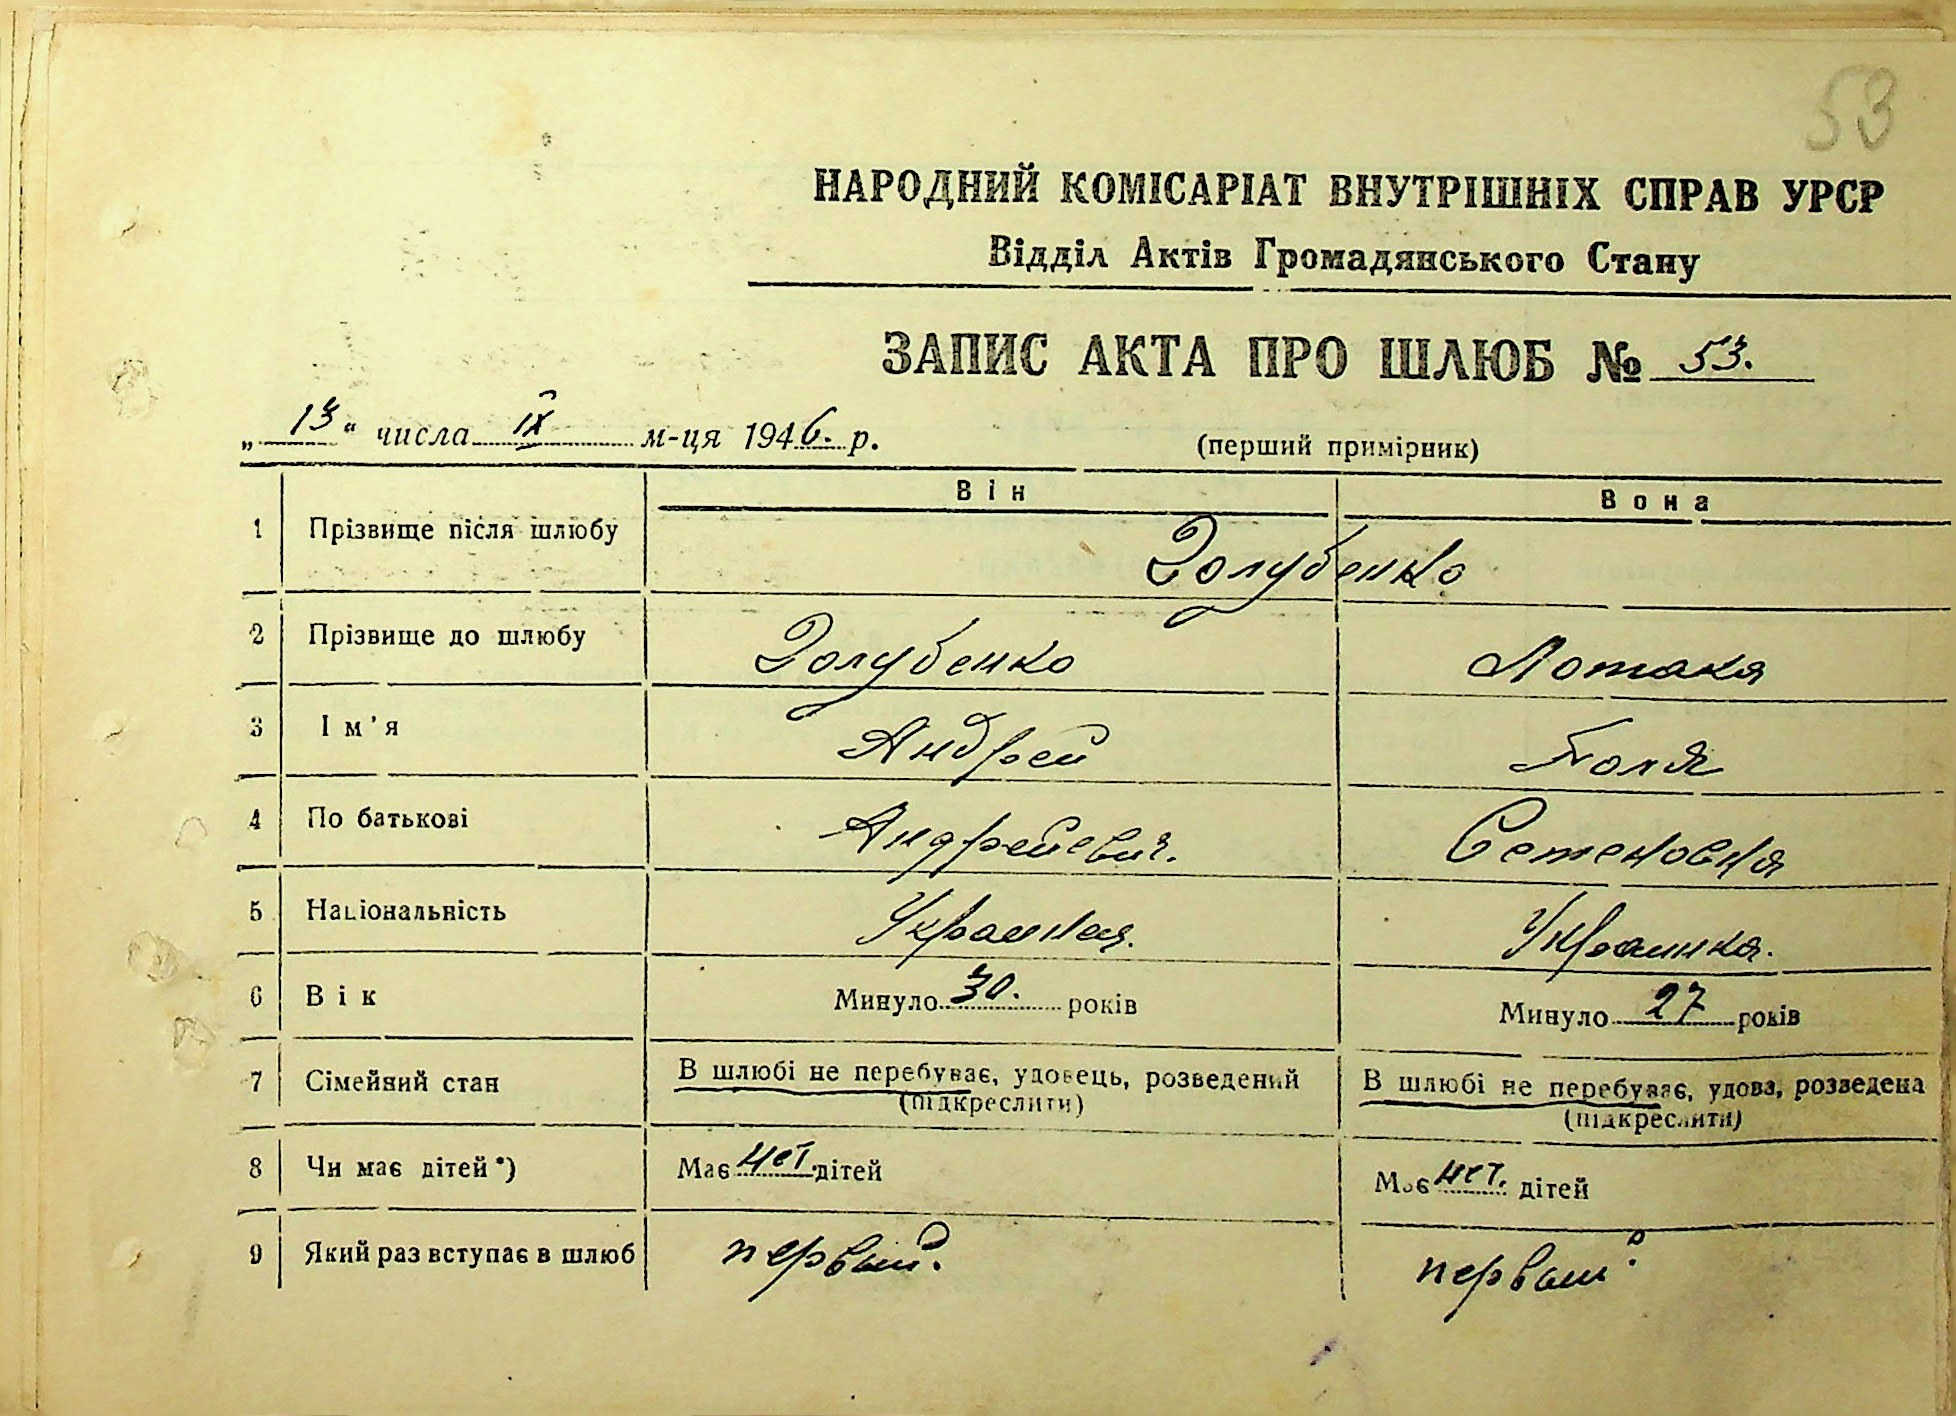 53
НАРОДНИЙ КОМІСАРІАТ ВНУТРІШНІХ СПРАВ УРСР
Відділ Актів Громадянського Стану
ЗАПИС АКТА ПРО ШЛЮБ № 53.
„ 13 “ числа IX м-ця 1946. р.
(перший примірник)
Він Вона
1 Прізвище після шлюбу Голубенко
2 Прізвище до шлюбу Голубенко
3 Ім'я Андрей Поля
4 По батькові Андреевич. Семеновна
5 Національність Украинец. Украинка.
6 Вік Минуло 30. років Минуло 27 років
7 Сімейний стан В шлюбі не перебуває, удовець, розведений В шлюбі не перебуває, удова, розведена
(підкреслити) (підкреслити)
8 Чи має дітей*) Має нет. дітей Має нет. дітей
9 Який раз вступає в шлюб первый. первый.